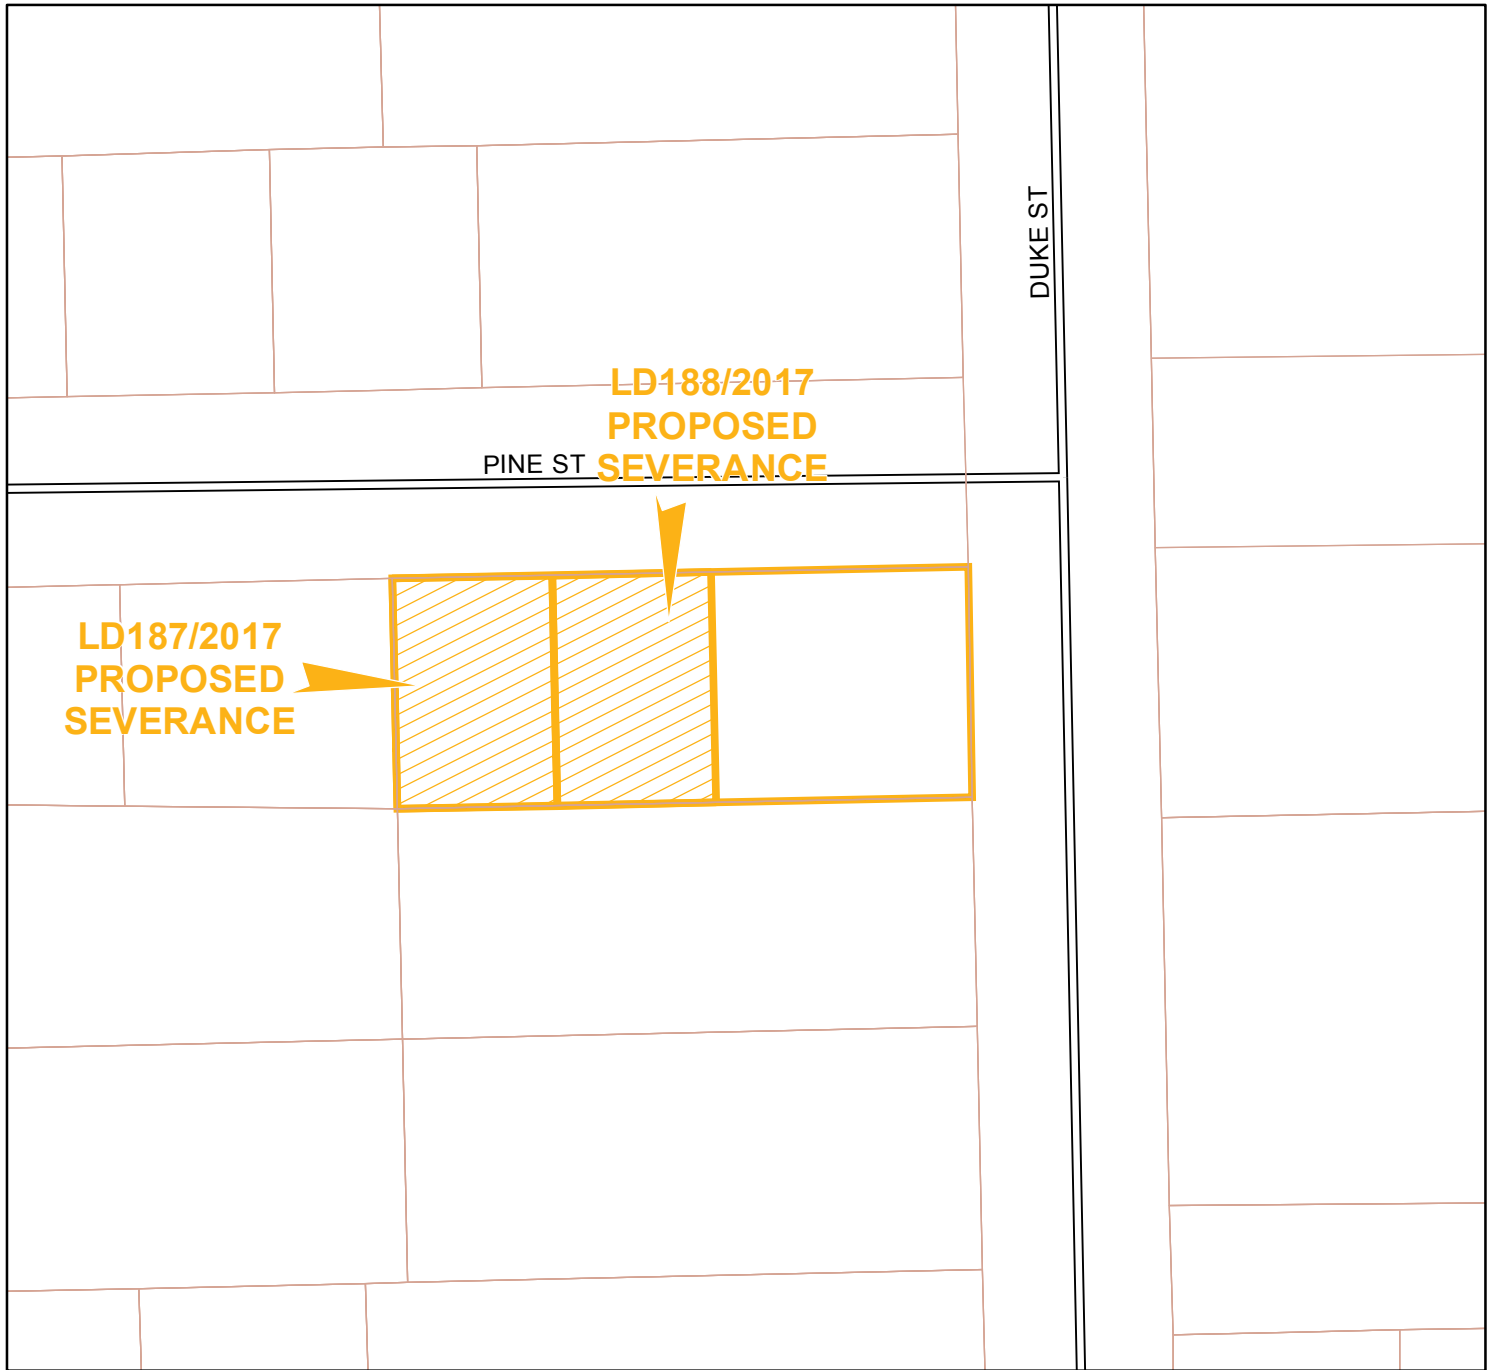 DUKE ST
LD188/2017
PROPOSED
SEVERANCE
PINE ST
LD187/2017
PROPOSED
SEVERANCE